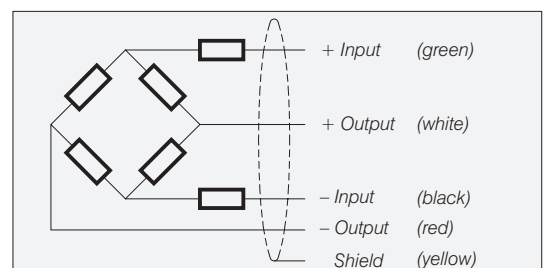 + Input (green)
+ Output (white)
– Input (black)
– Output (red)
Shield (yellow)